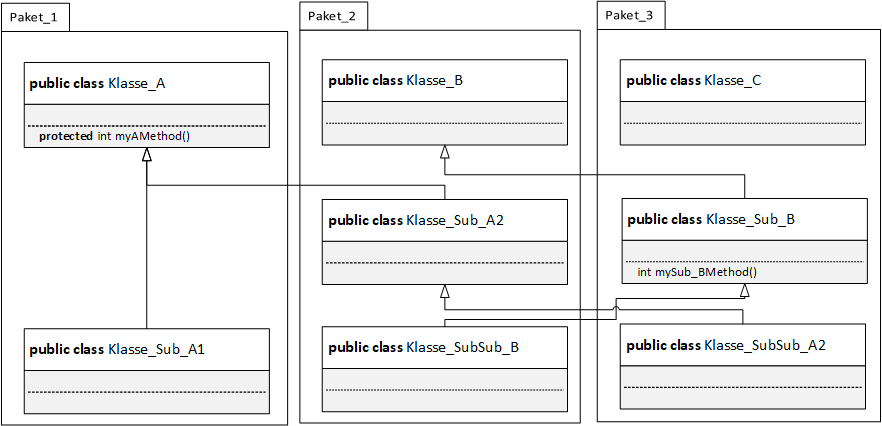 Paket_1
Paket_2
Paket_3
public class Klasse_A
protected int myAMethod()
public class Klasse_B
public class Klasse_C
public class Klasse_Sub_A2
public class Klasse_Sub_B
int mySub_BMethod()
public class Klasse_Sub_A1
public class Klasse_SubSub_B
public class Klasse_SubSub_A2